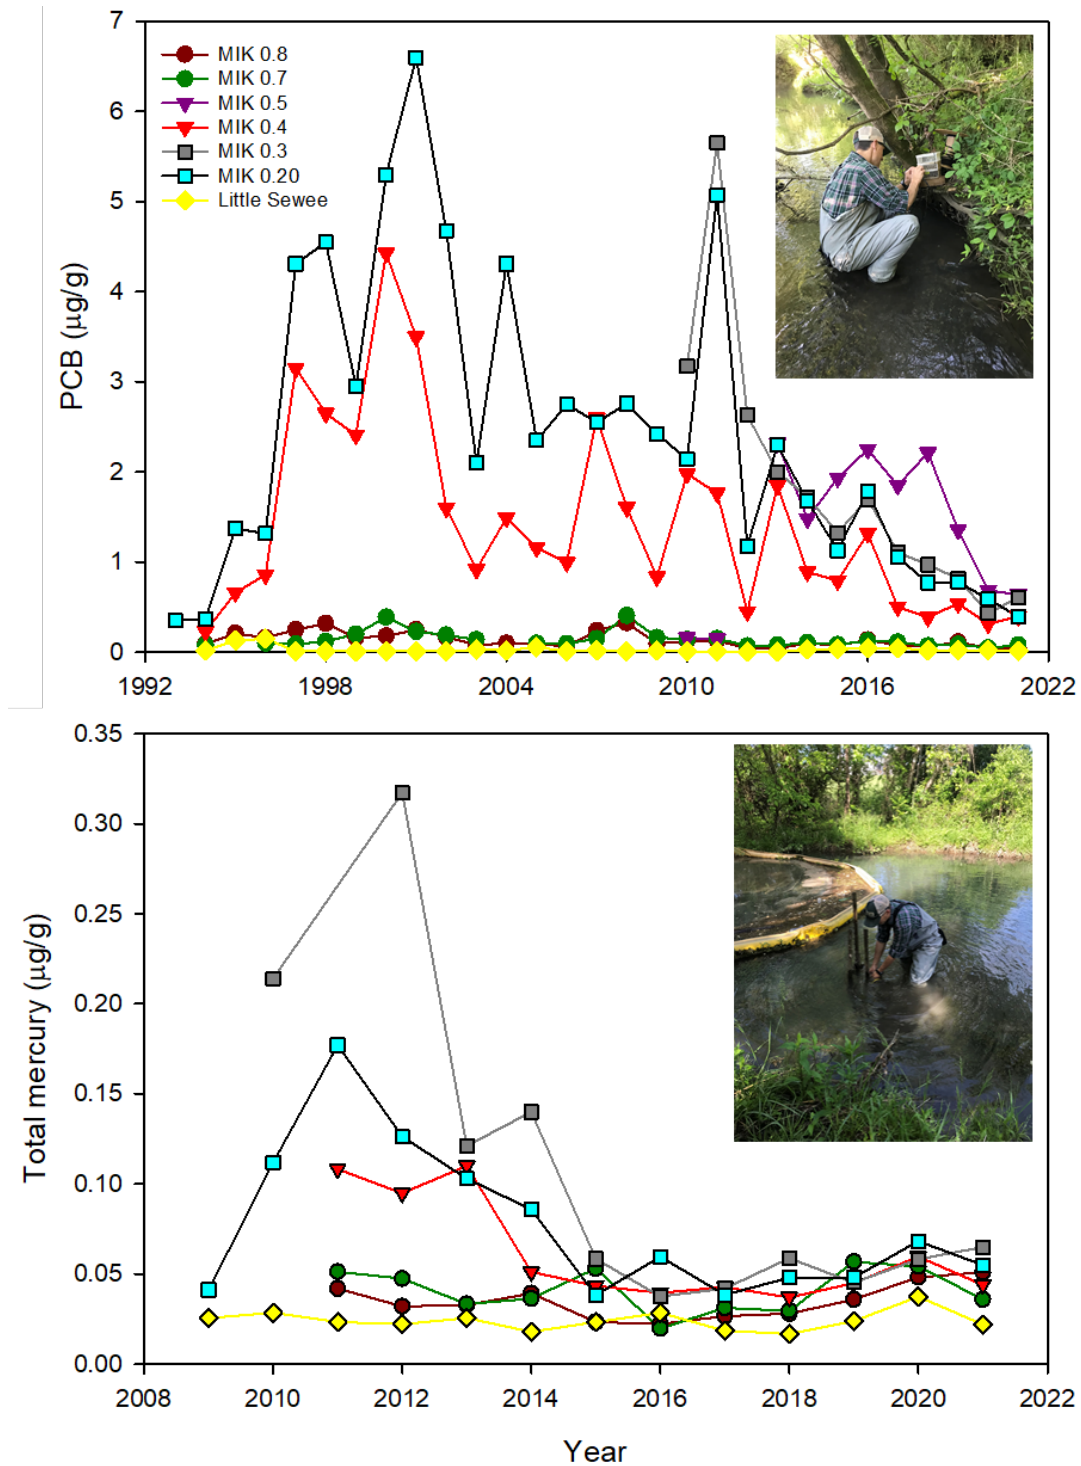 7
6
5
4
3
2
1
0
PCB (μg/g)
MIK 0.8
MIK 0.7
MIK 0.5
MIK 0.4
MIK 0.3
MIK 0.20
Little Sewee
1992 1998 2004 2010 2016 2022
0.35
0.30
0.25
0.20
0.15
0.10
0.05
0.00
Total mercury (μg/g)
2008 2010 2012 2014 2016 2018 2020 2022
Year